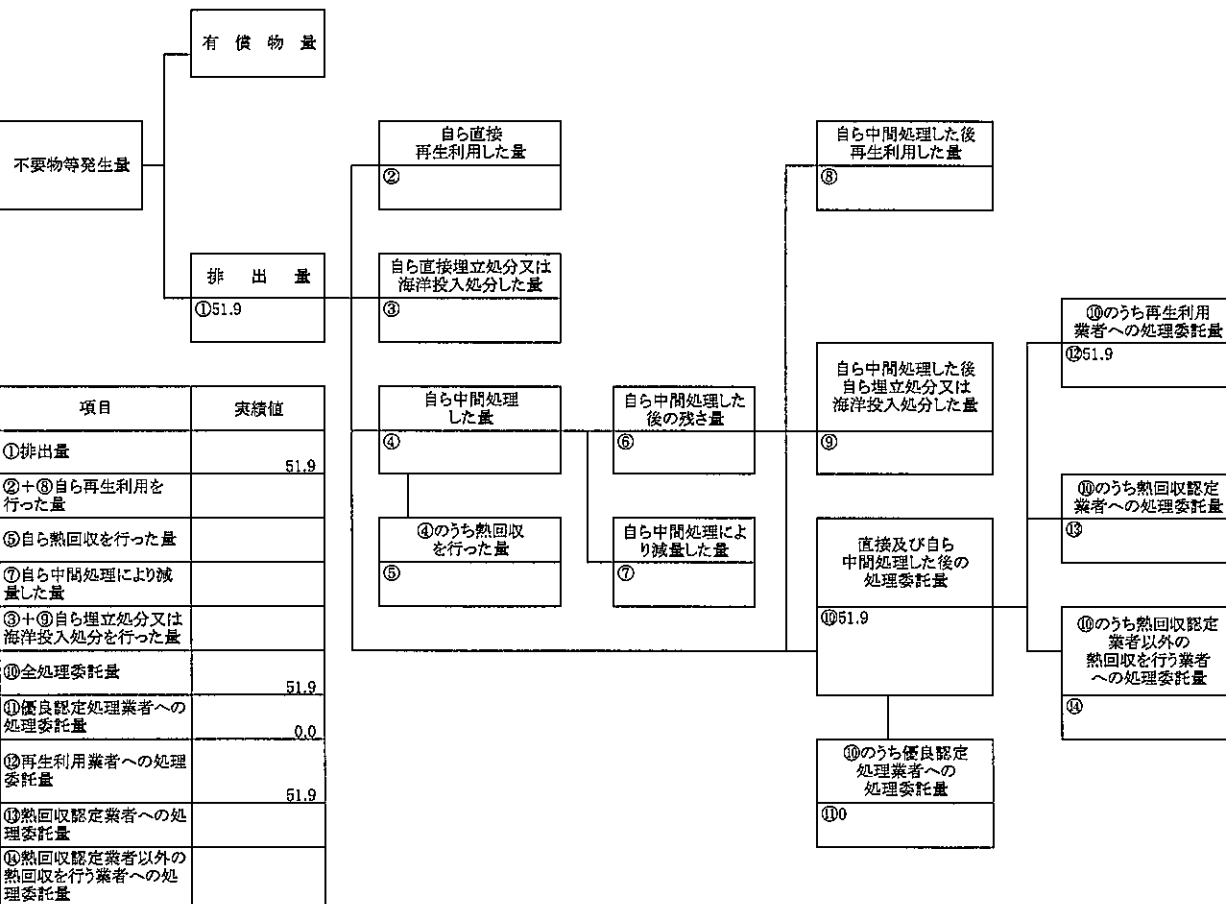 有 償 物 量
不要物等発生量
排 出 量
①51.9
自ら直接
再生利用した量
②
自ら直接埋立処分又は
海洋投入処分した量
③
自ら中間処理
した量
④
④のうち熱回収
を行った量
⑤
自ら中間処理した
後の残さ量
⑥
自ら中間処理によ
り減量した量
⑦
自ら中間処理した後
再生利用した量
⑧
自ら中間処理した後
自ら埋立処分又は
海洋投入処分した量
⑨
直接及び自ら
中間処理した後の
処理委託量
⑩51.9
⑩のうち優良認定
処理業者への
処理委託量
⑪0
⑩のうち再生利用
業者への処理委託量
⑫51.9
⑩のうち熱回収認定
業者への処理委託量
⑬
⑩のうち熱回収認定
業者以外の
熱回収を行う業者
への処理委託量
⑭
項目 実績値
①排出量
51.9
②+⑧自ら再生利用を
行った量
⑤自ら熱回収を行った量
⑦自ら中間処理により減
量した量
③+⑨自ら埋立処分又は
海洋投入処分を行った量
⑩全処理委託量
51.9
⑪優良認定処理業者への
処理委託量
0.0
⑫再生利用業者への処理
委託量
51.9
⑬熱回収認定業者への処
理委託量
⑭熱回収認定業者以外の
熱回収を行う業者への処
理委託量